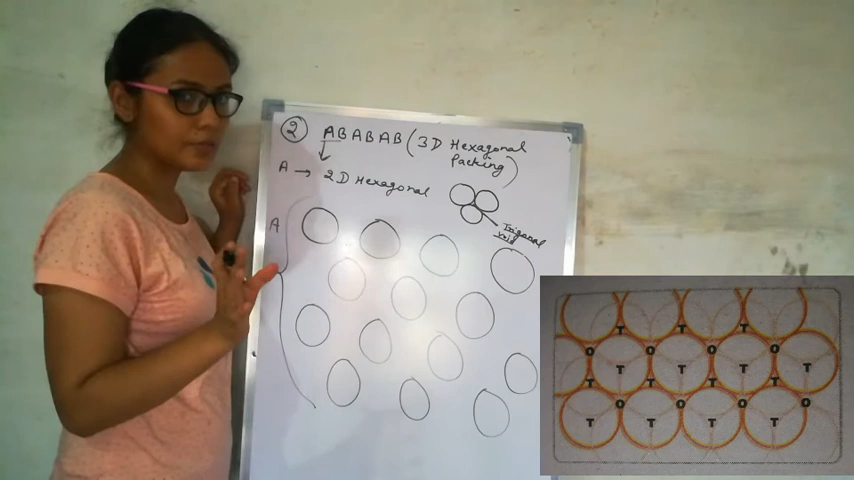 2 ABABAB (3D Hexagonal
Packing)
A → 2D Hexagonal
Trigonal
void
A
T T T
O O O O
T T T T
T T T T
O O O O
T T T T